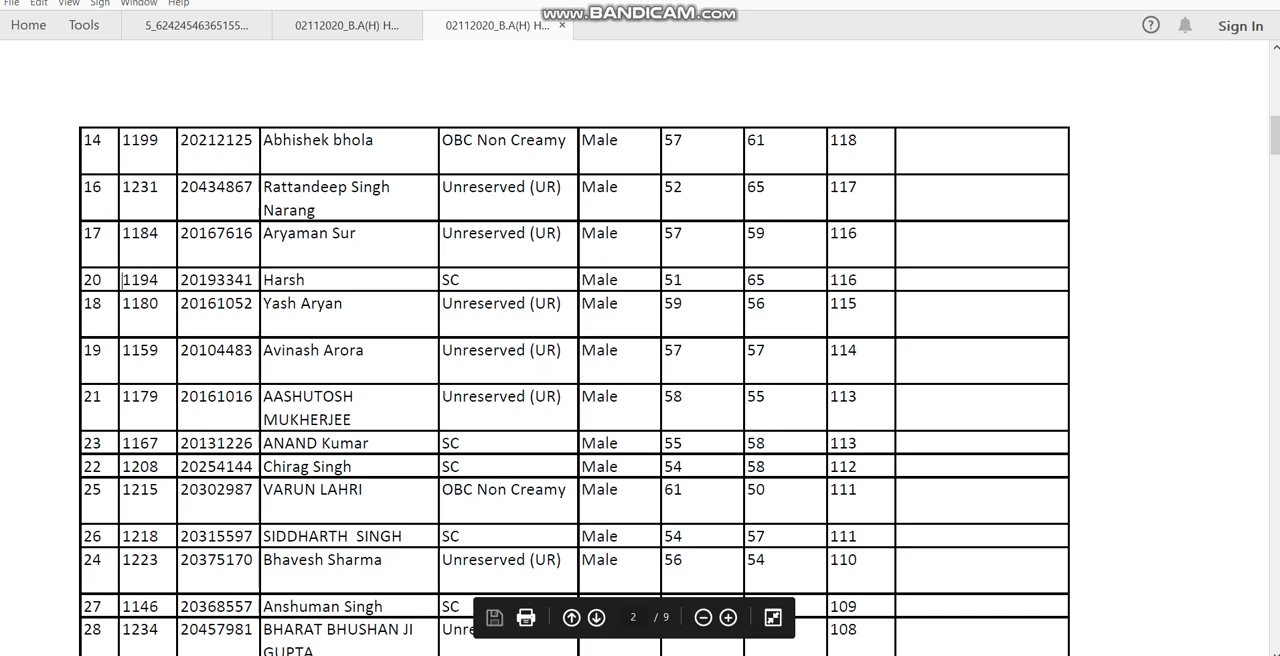 File Edit View Sign Window Help
www.BANDICAM.com
Home Tools 5_62424546365155... 02112020_B.A(H) H... 02112020_B.A(H) H... × Sign In
14 1199 20212125 Abhishek bhola OBC Non Creamy Male 57 61 118
16 1231 20434867 Rattandeep Singh Unreserved (UR) Male 52 65 117
Narang
17 1184 20167616 Aryaman Sur Unreserved (UR) Male 57 59 116
20 1194 20193341 Harsh SC Male 51 65 116
18 1180 20161052 Yash Aryan Unreserved (UR) Male 59 56 115
19 1159 20104483 Avinash Arora Unreserved (UR) Male 57 57 114
21 1179 20161016 AASHUTOSH Unreserved (UR) Male 58 55 113
MUKHERJEE
23 1167 20131226 ANAND Kumar SC Male 55 58 113
22 1208 20254144 Chirag Singh SC Male 54 58 112
25 1215 20302987 VARUN LAHRI OBC Non Creamy Male 61 50 111
26 1218 20315597 SIDDHARTH SINGH SC Male 54 57 111
24 1223 20375170 Bhavesh Sharma Unreserved (UR) Male 56 54 110
27 1146 20368557 Anshuman Singh SC 109
2 / 9
28 1234 20457981 BHARAT BHUSHAN JI Unre 108
GUPTA